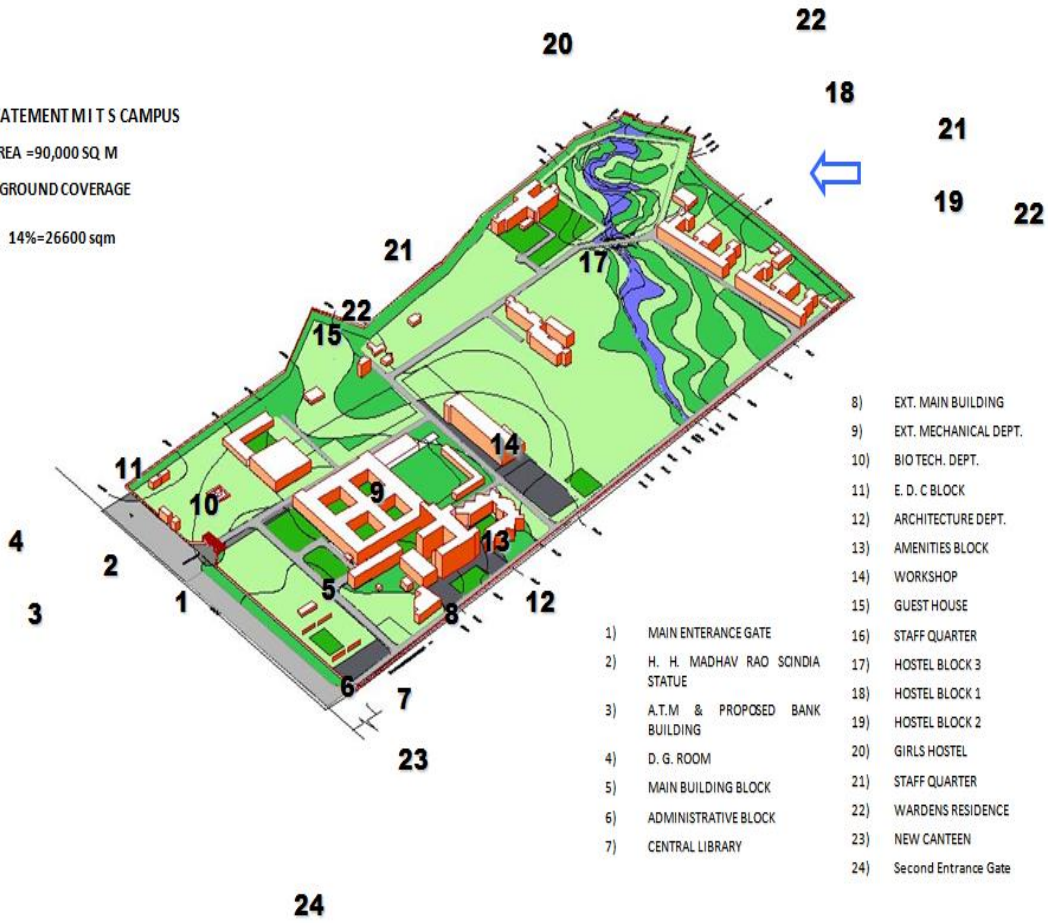 20
22
18
ATEMENT M I T S CAMPUS
REA =90,000 SQ M
GROUND COVERAGE
14%=26600 sqm
21
19
22
21
17
22
15
14
11
9
10
13
4
2
5
12
1
8
3
6
7
23
24
1) MAIN ENTERANCE GATE
2) H. H. MADHAV RAO SCINDIA
STATUE
3) A.T.M & PROPOSED BANK
BUILDING
4) D. G. ROOM
5) MAIN BUILDING BLOCK
6) ADMINISTRATIVE BLOCK
7) CENTRAL LIBRARY
8) EXT. MAIN BUILDING
9) EXT. MECHANICAL DEPT.
10) BIO TECH. DEPT.
11) E. D. C BLOCK
12) ARCHITECTURE DEPT.
13) AMENITIES BLOCK
14) WORKSHOP
15) GUEST HOUSE
16) STAFF QUARTER
17) HOSTEL BLOCK 3
18) HOSTEL BLOCK 1
19) HOSTEL BLOCK 2
20) GIRLS HOSTEL
21) STAFF QUARTER
22) WARDENS RESIDENCE
23) NEW CANTEEN
24) Second Entrance Gate